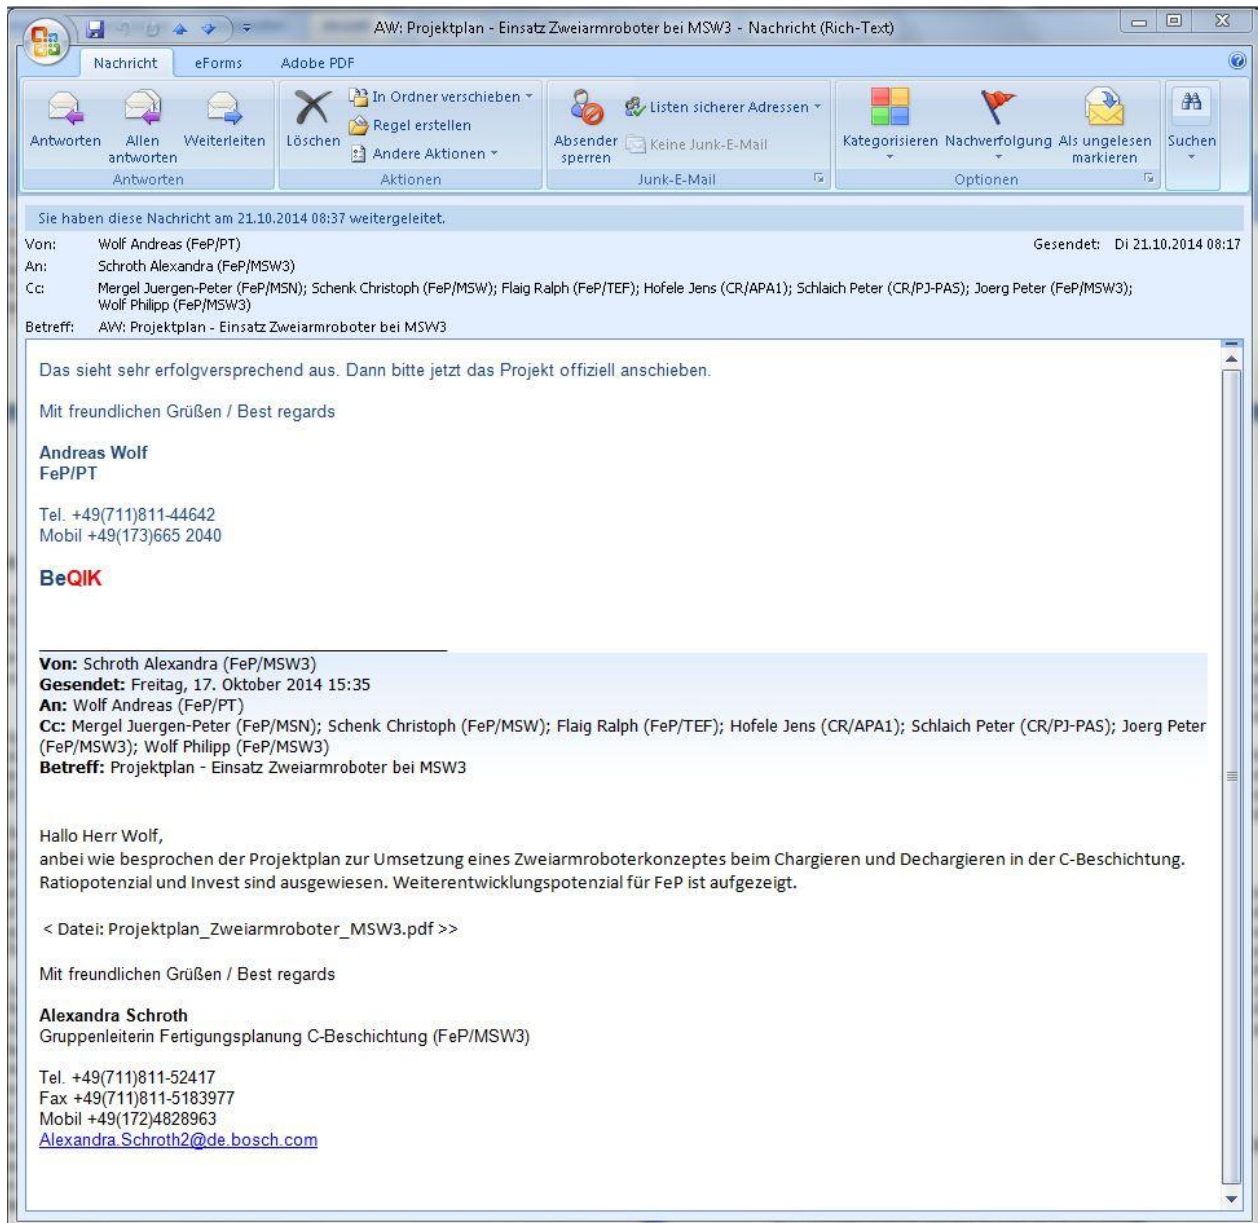 AW: Projektplan - Einsatz Zweiarmroboter bei MSW3 - Nachricht (Rich-Text)
Nachricht eForms Adobe PDF
Antworten
Allen antworten
Weiterleiten
Antworten
Löschen
In Ordner verschieben
Regel erstellen
Andere Aktionen
Aktionen
Absender sperren
Listen sicherer Adressen
Keine Junk-E-Mail
Junk-E-Mail
Kategorisieren
Nachverfolgung
Als ungelesen markieren
Optionen
Suchen
Sie haben diese Nachricht am 21.10.2014 08:37 weitergeleitet.
Von: Wolf Andreas (FeP/PT) Gesendet: Di 21.10.2014 08:17
An: Schroth Alexandra (FeP/MSW3)
Cc: Mergel Juergen-Peter (FeP/MSN); Schenk Christoph (FeP/MSW); Flaig Ralph (FeP/TEF); Hofele Jens (CR/APA1); Schlaich Peter (CR/PJ-PAS); Joerg Peter (FeP/MSW3);
Wolf Philipp (FeP/MSW3)
Betreff: AW: Projektplan - Einsatz Zweiarmroboter bei MSW3
Das sieht sehr erfolgversprechend aus. Dann bitte jetzt das Projekt offiziell anschieben.
Mit freundlichen Grüßen / Best regards
Andreas Wolf
FeP/PT
Tel. +49(711)811-44642
Mobil +49(173)665 2040
BeQIK
Von: Schroth Alexandra (FeP/MSW3)
Gesendet: Freitag, 17. Oktober 2014 15:35
An: Wolf Andreas (FeP/PT)
Cc: Mergel Juergen-Peter (FeP/MSN); Schenk Christoph (FeP/MSW); Flaig Ralph (FeP/TEF); Hofele Jens (CR/APA1); Schlaich Peter (CR/PJ-PAS); Joerg Peter
(FeP/MSW3); Wolf Philipp (FeP/MSW3)
Betreff: Projektplan - Einsatz Zweiarmroboter bei MSW3
Hallo Herr Wolf,
anbei wie besprochen der Projektplan zur Umsetzung eines Zweiarmroboterkonzeptes beim Chargieren und Dechargieren in der C-Beschichtung.
Ratiopotenzial und Invest sind ausgewiesen. Weiterentwicklungspotenzial für FeP ist aufgezeigt.
< Datei: Projektplan_Zweiarmroboter_MSW3.pdf >>
Mit freundlichen Grüßen / Best regards
Alexandra Schroth
Gruppenleiterin Fertigungsplanung C-Beschichtung (FeP/MSW3)
Tel. +49(711)811-52417
Fax +49(711)811-5183977
Mobil +49(172)4828963
Alexandra.Schroth2@de.bosch.com